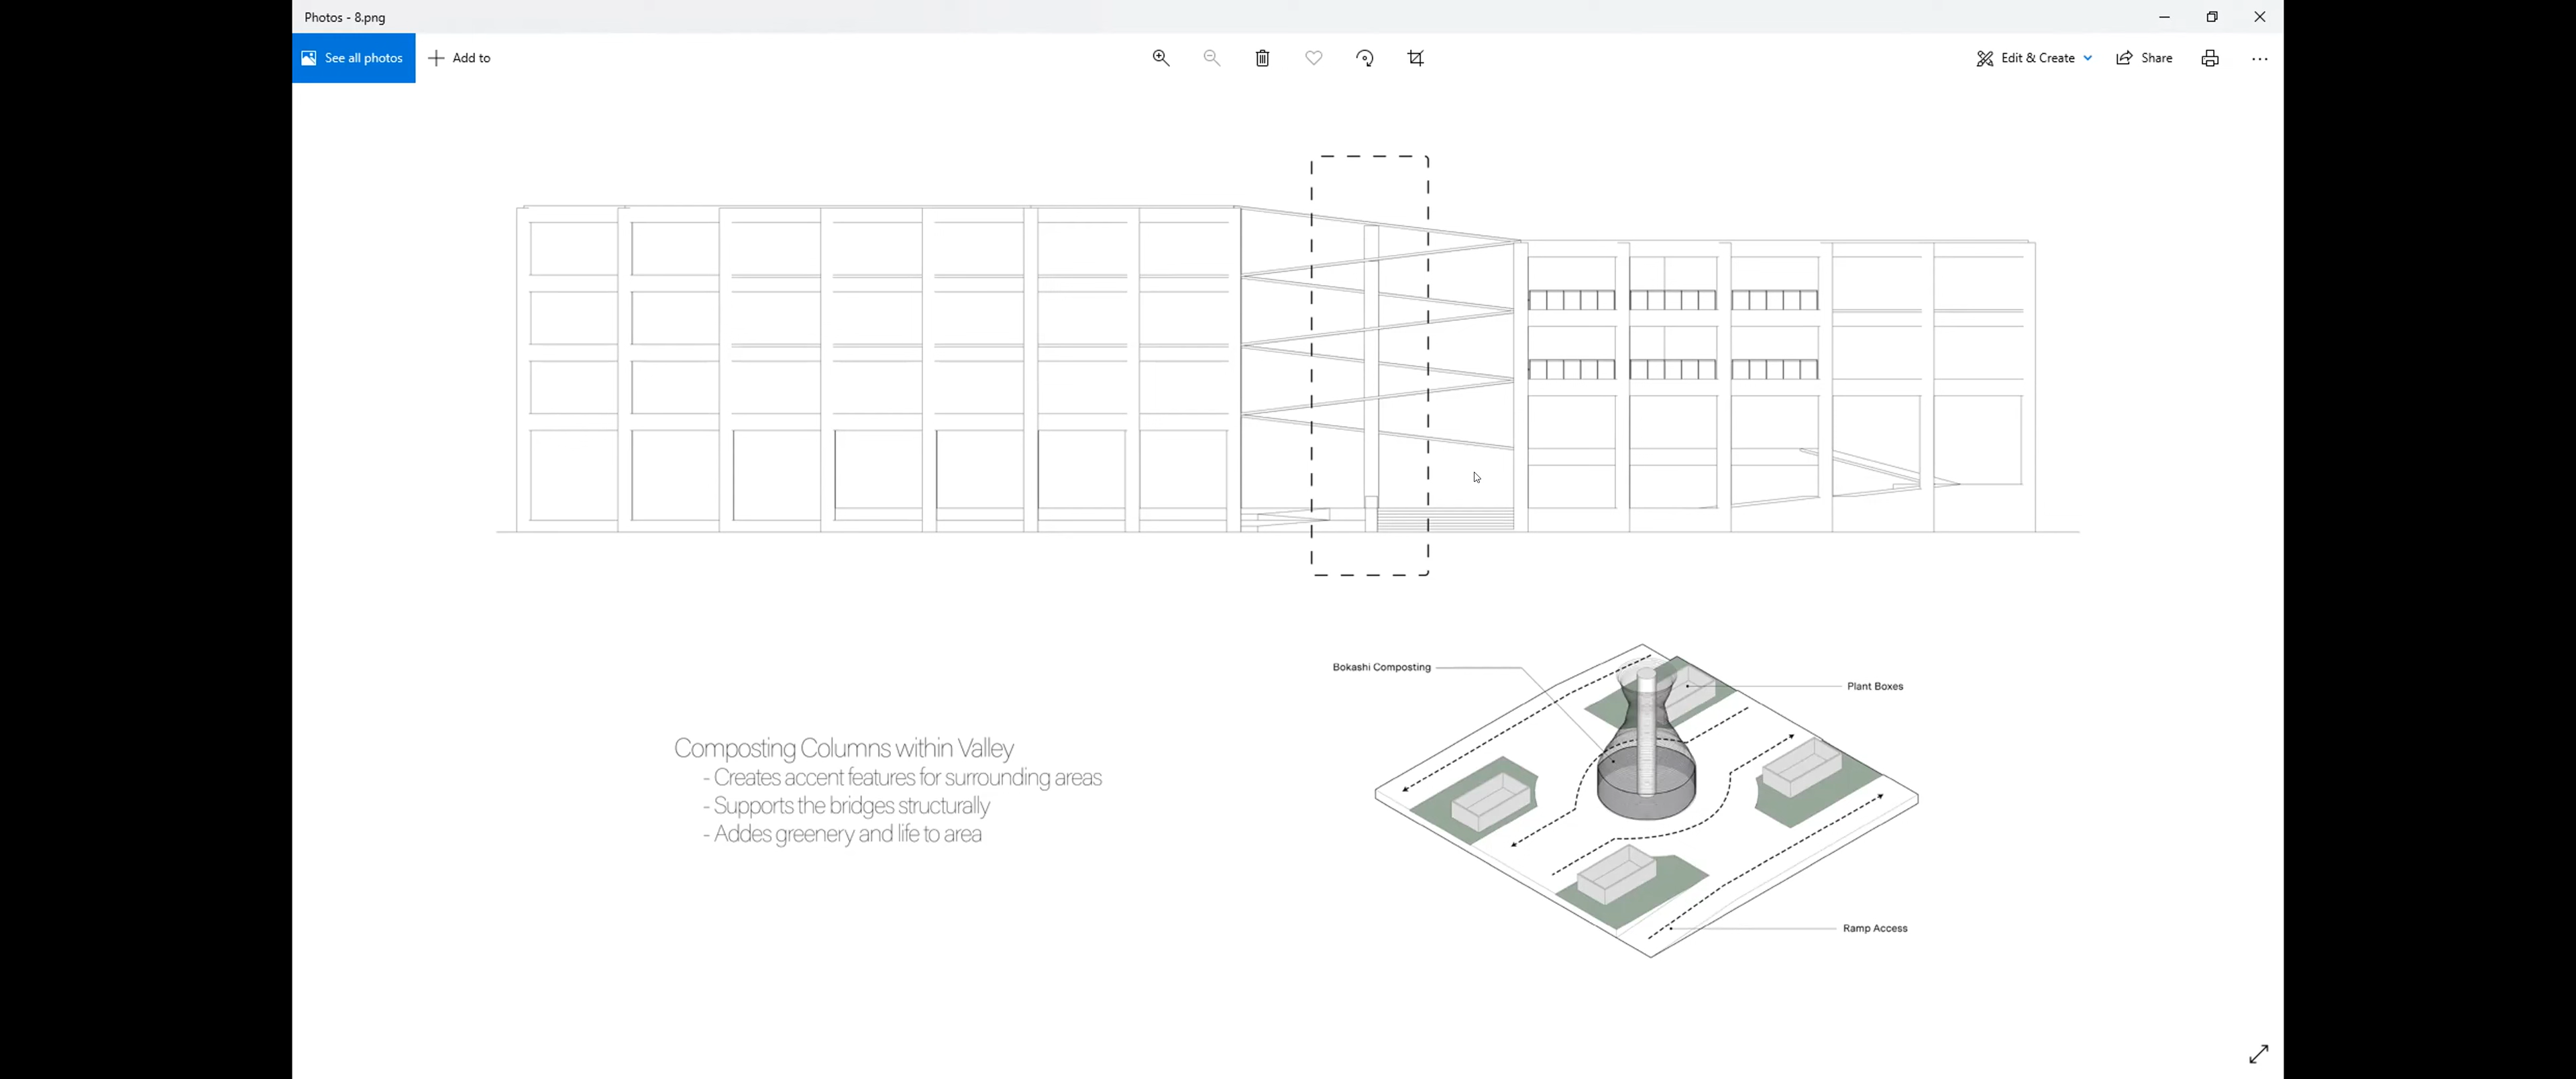 Photos - 8.png
See all photos
Add to
Edit & Create
Share
Bokashi Composting
Plant Boxes
Composting Columns within Valley
- Creates accent features for surrounding areas
- Supports the bridges structurally
- Addes greenery and life to area
Ramp Access